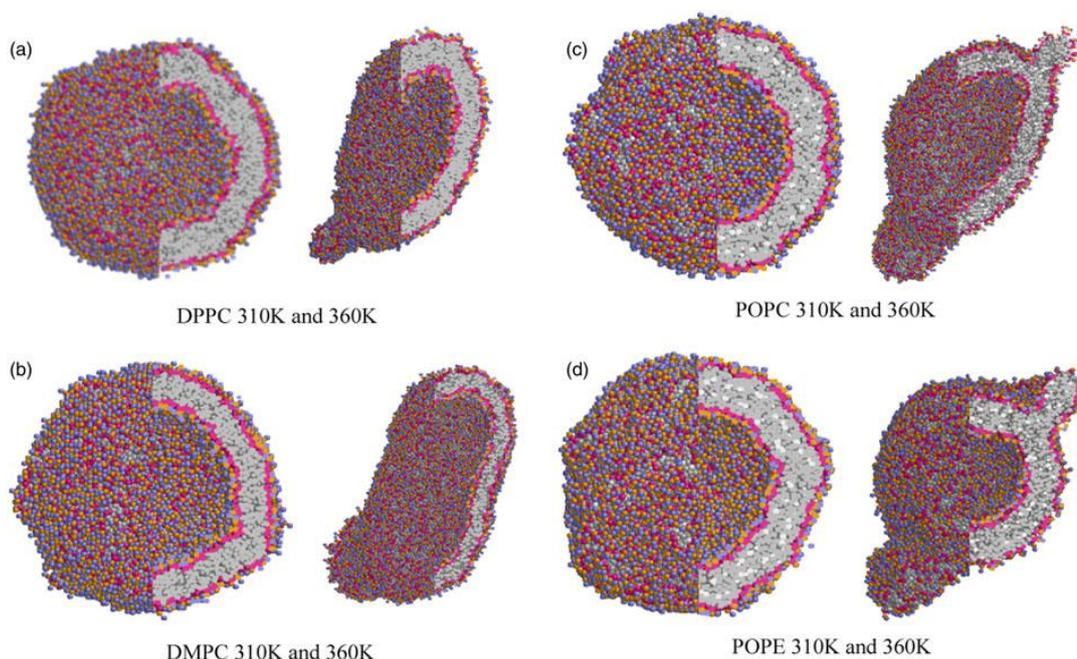 (a)
DPPC 310K and 360K
(b)
DMPC 310K and 360K
(c)
POPC 310K and 360K
(d)
POPE 310K and 360K